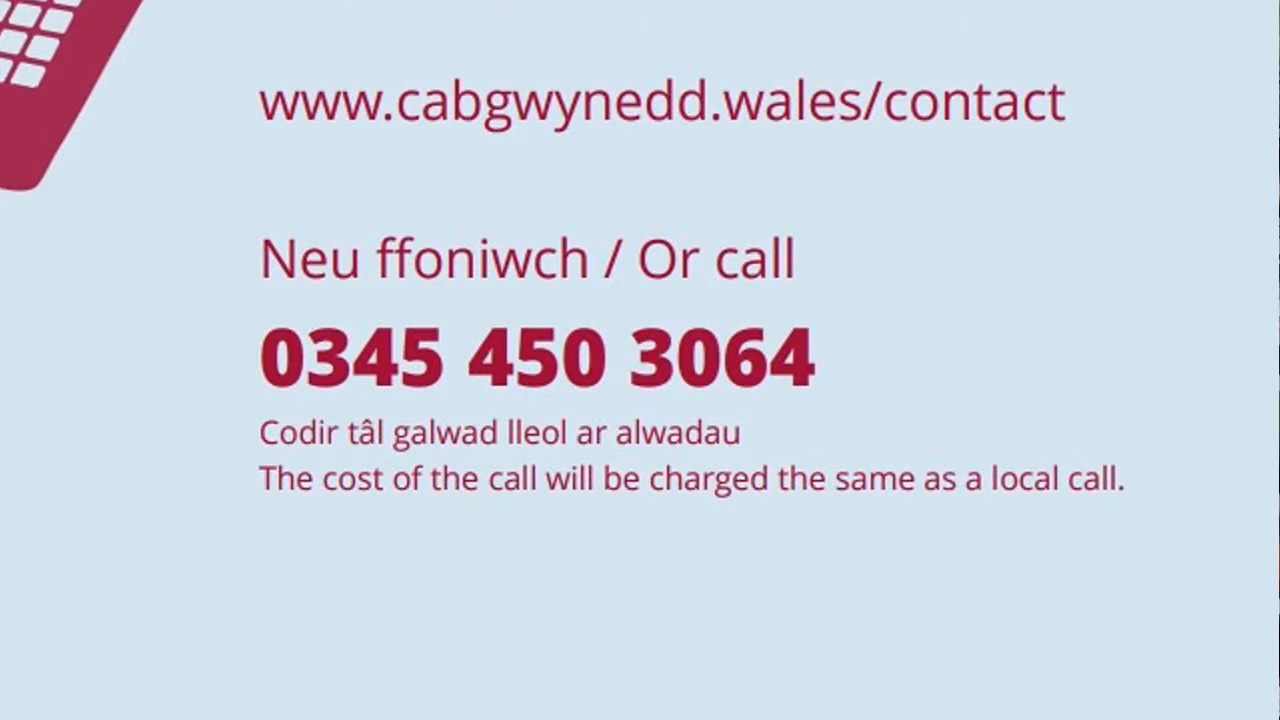 www.cabgwynedd.wales/contact
Neu ffoniwch / Or call
0345 450 3064
Codir tâl galwad lleol ar alwadau
The cost of the call will be charged the same as a local call.